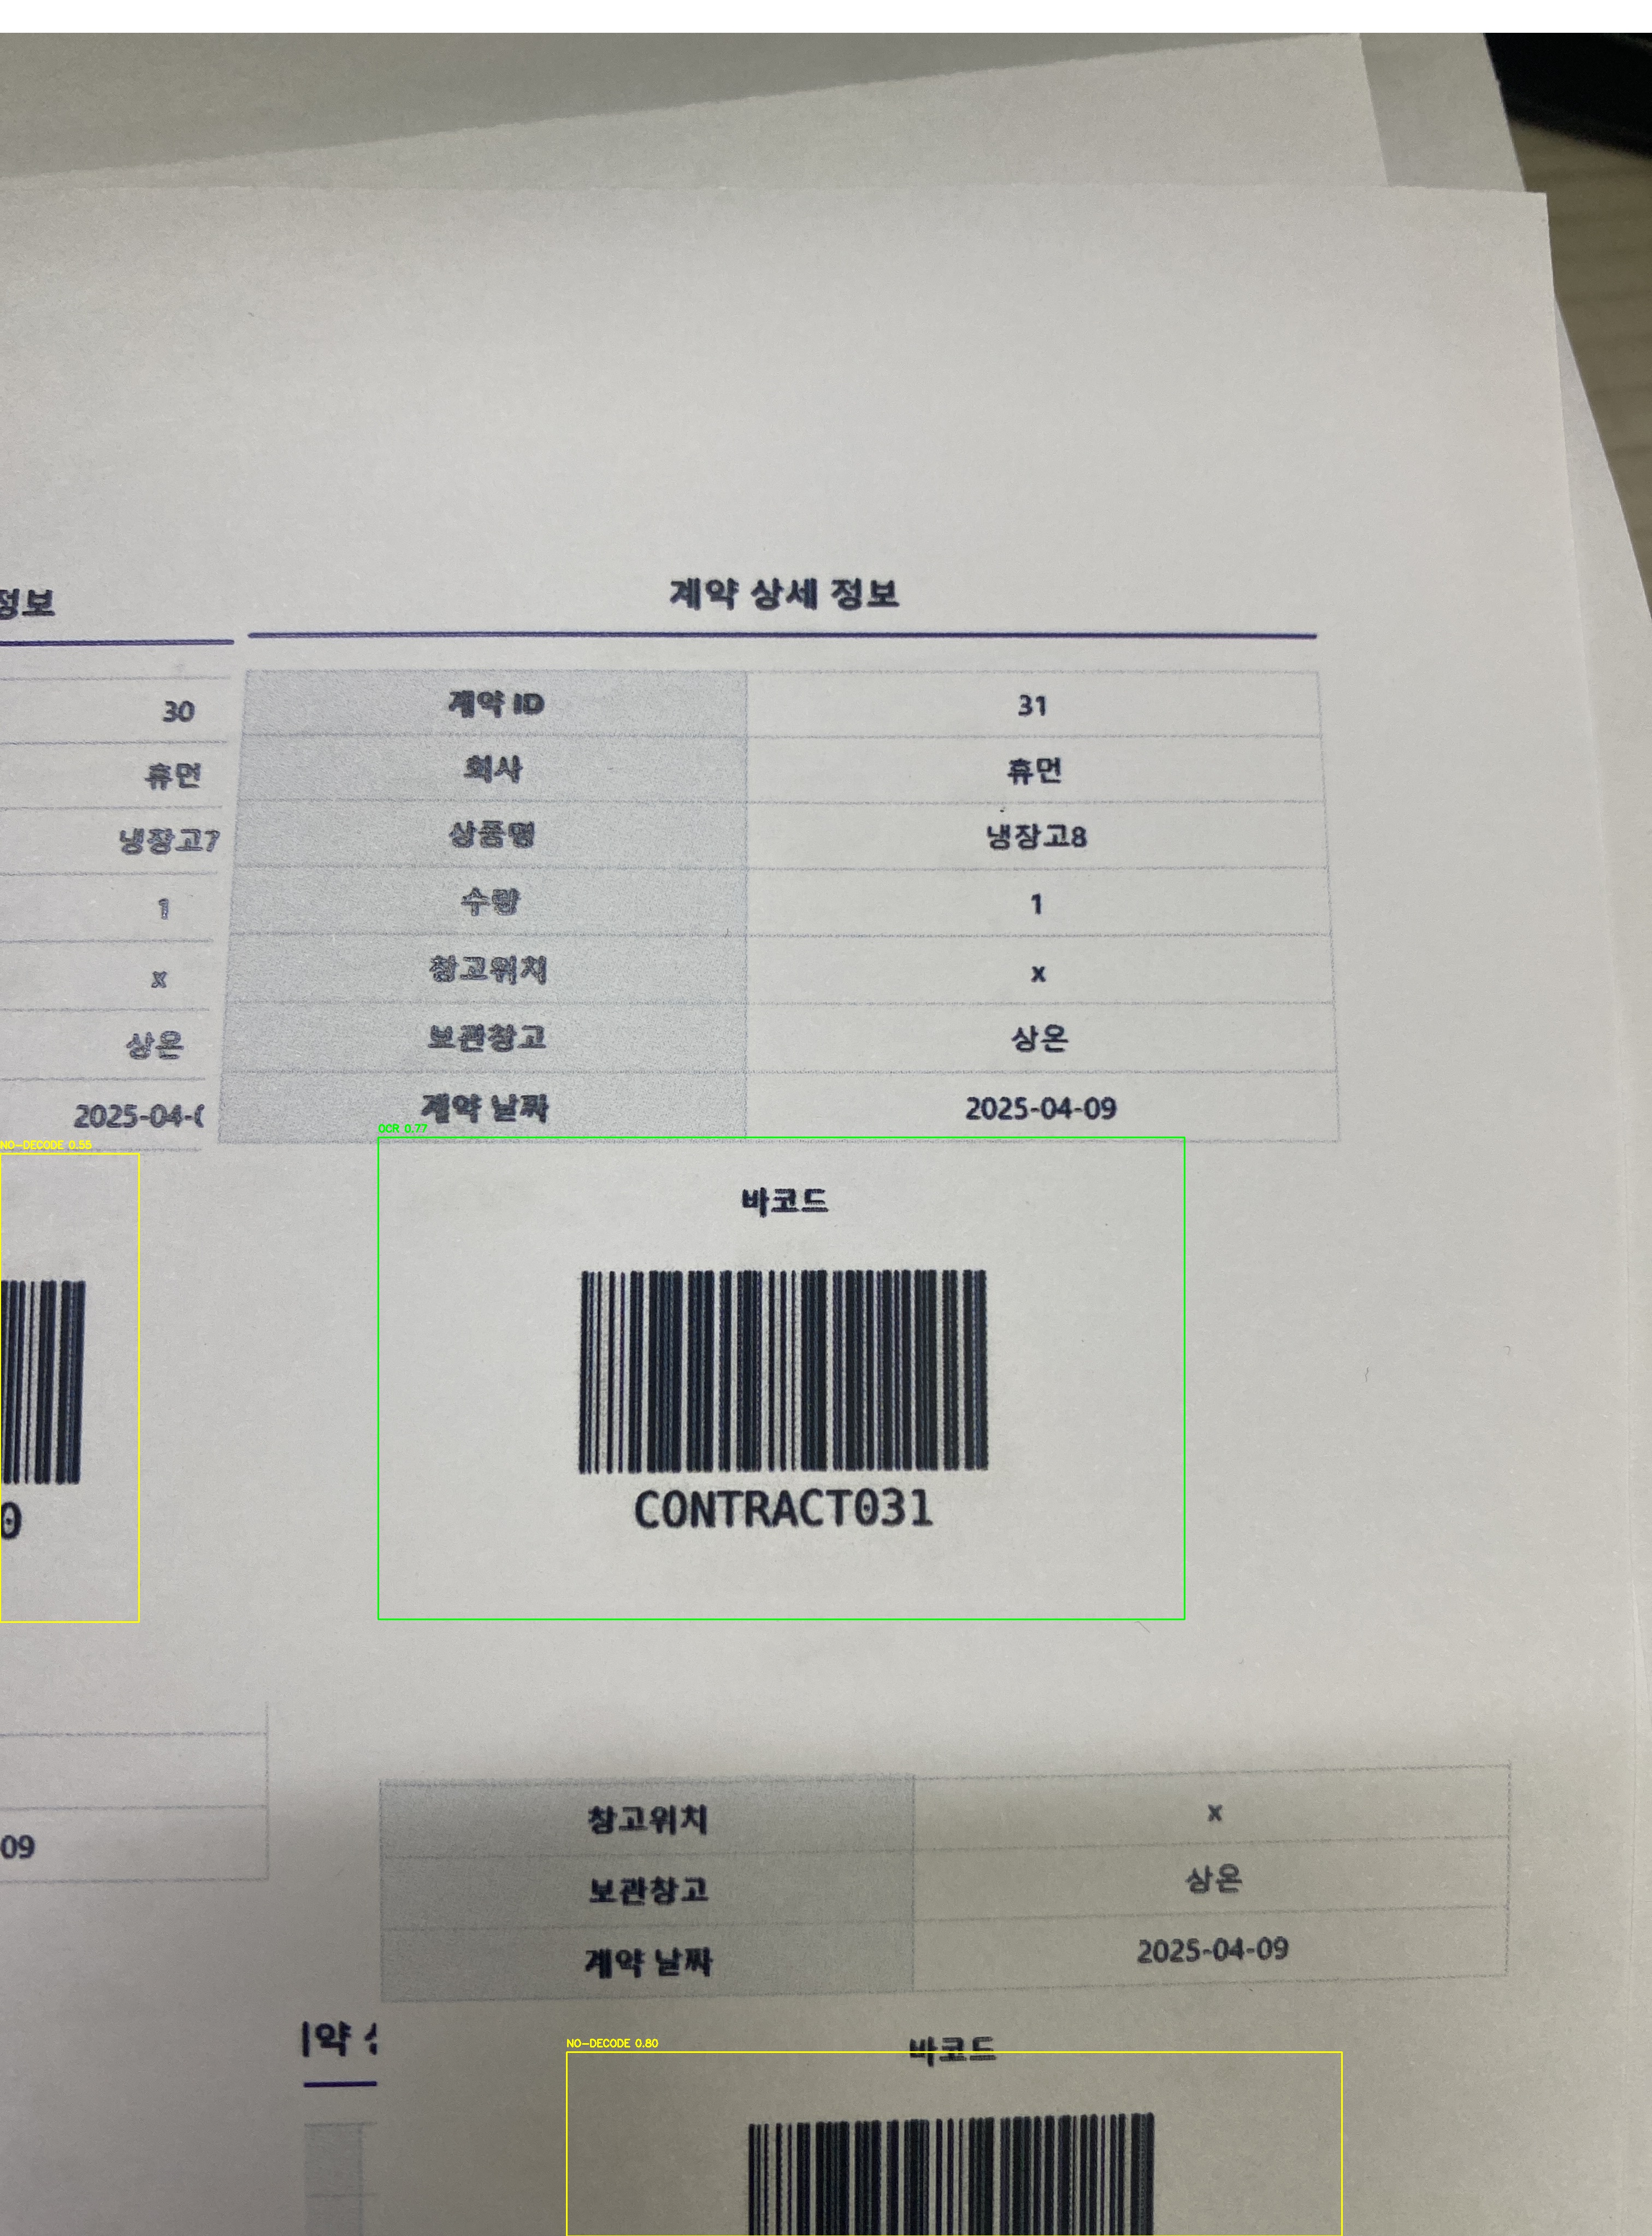 정보
30
휴먼
냉장고7
1
x
상온
2025-04-
NO-DECODE 0.55
0
계약 상세 정보
계약 ID 31
회사 휴먼
상품명 냉장고8
수량 1
창고위치 x
보관창고 상온
계약 날짜 2025-04-09
OCR 0.77
바코드
CONTRACT031
09
창고위치 x
보관창고 상온
계약 날짜 2025-04-09
약
NO-DECODE 0.80
바코드